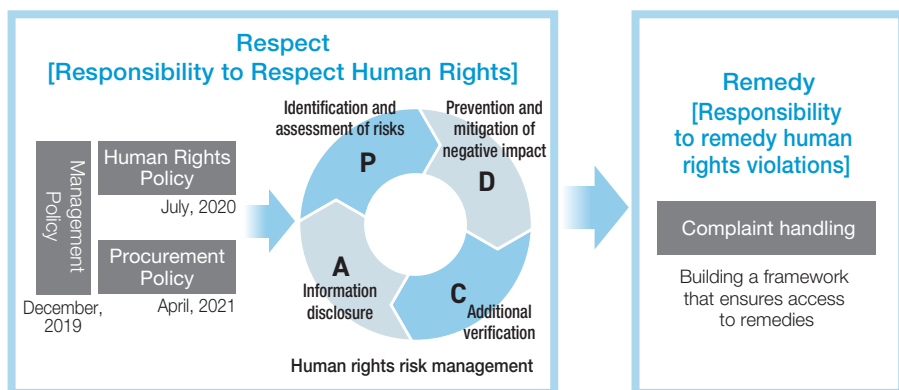 Respect
[Responsibility to Respect Human Rights]
Management
Policy
December,
2019
Human Rights
Policy
July, 2020
Procurement
Policy
April, 2021
Identification and
assessment of risks
P
Prevention and
mitigation of
negative impact
D
C
Additional
verification
A
Information
disclosure
Human rights risk management
Remedy
[Responsibility
to remedy human
rights violations]
Complaint handling
Building a framework
that ensures access
to remedies